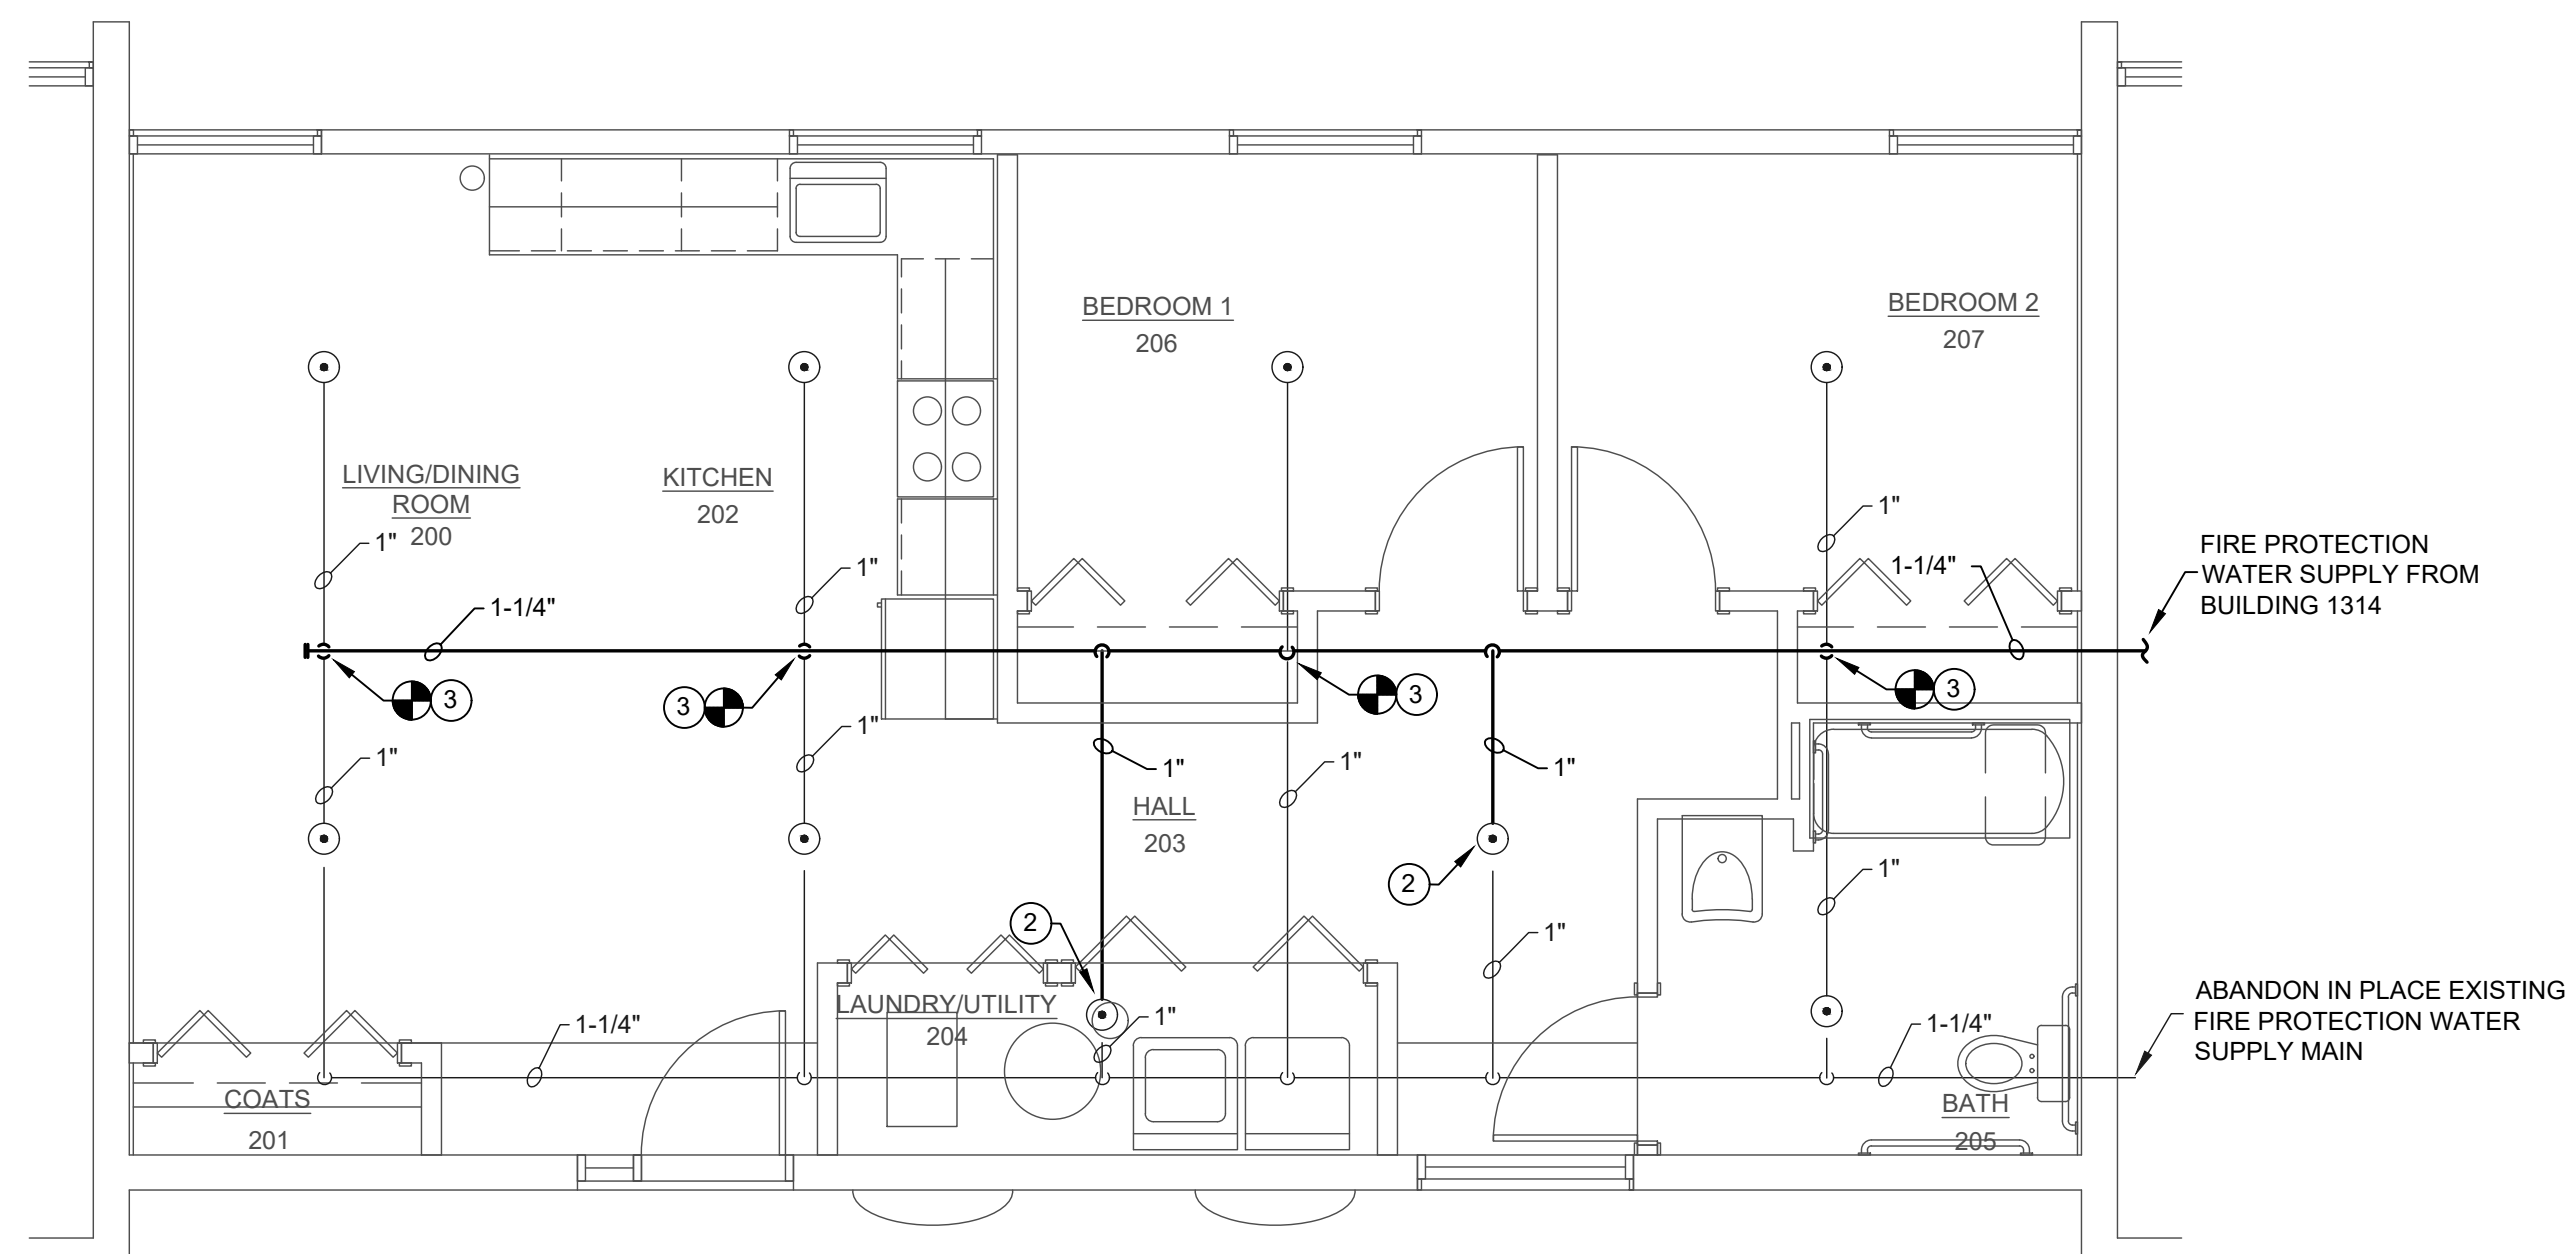 BEDROOM 1
206
BEDROOM 2
207
LIVING/DINING
ROOM
200
KITCHEN
202
1"
1"
1"
1-1/4"
1-1/4"
FIRE PROTECTION
WATER SUPPLY FROM
BUILDING 1314
3
3
3
3
1"
1"
1"
1"
1"
HALL
203
2
2
1"
1"
LAUNDRY/UTILITY
204
1"
1-1/4"
1-1/4"
ABANDON IN PLACE EXISTING
FIRE PROTECTION WATER
SUPPLY MAIN
COATS
201
BATH
205